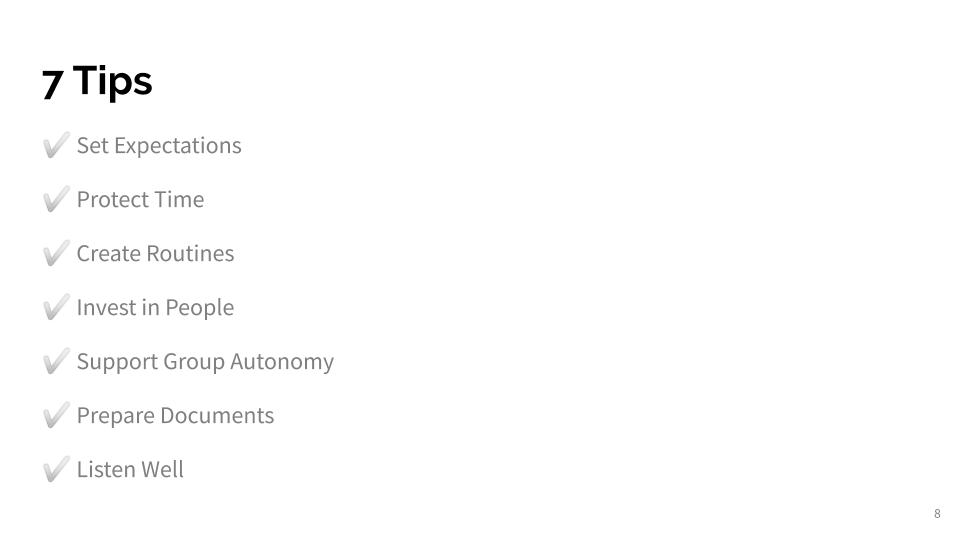 7 Tips
✔ Set Expectations
✔ Protect Time
✔ Create Routines
✔ Invest in People
✔ Support Group Autonomy
✔ Prepare Documents
✔ Listen Well
8